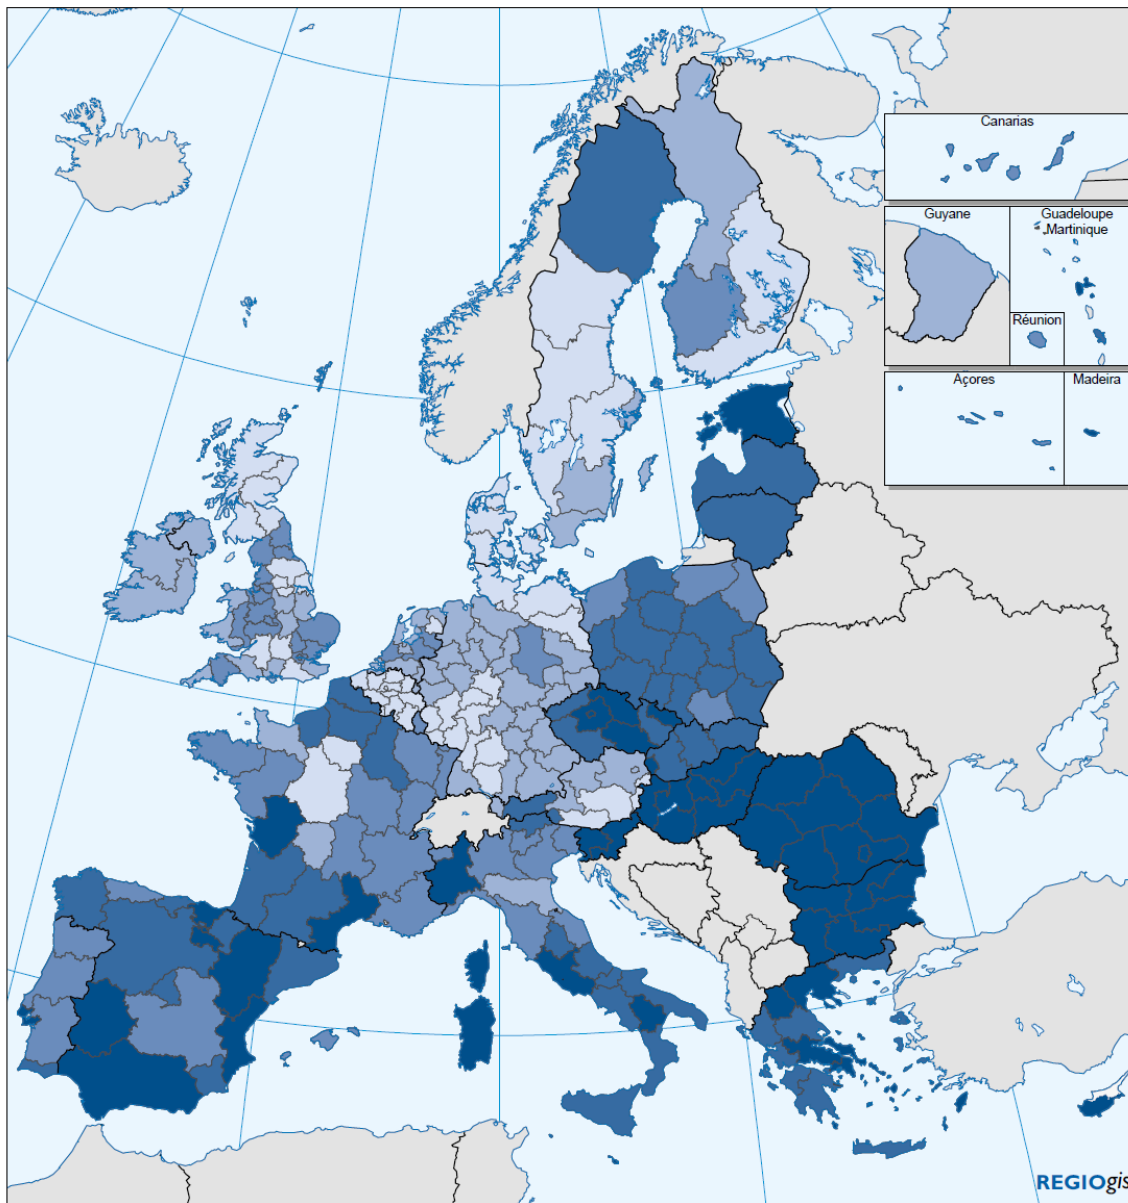 Canarias
Guyane
Guadeloupe
Martinique
Réunion
Açores
Madeira
REGIOgis